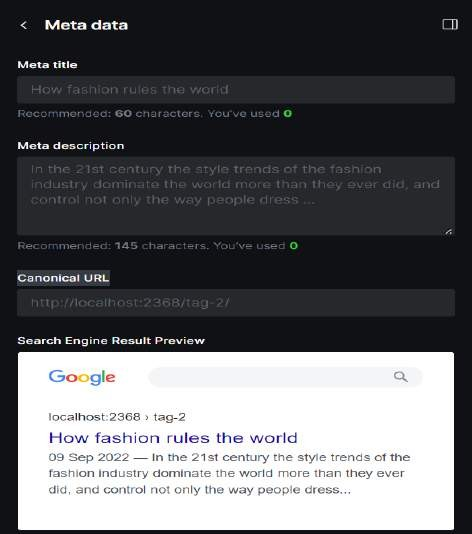 Meta data
Meta title
How fashion rules the world
Recommended: 60 characters. You've used 0
Meta description
In the 21st century the style trends of the fashion
industry dominate the world more than they ever did, and
control not only the way people dress ...
Recommended: 145 characters. You've used 0
Canonical URL
http://localhost:2368/tag-2/
Search Engine Result Preview
Google
localhost:2368 › tag-2
How fashion rules the world
09 Sep 2022 — In the 21st century the style trends of the
fashion industry dominate the world more than they ever
did, and control not only the way people dress...